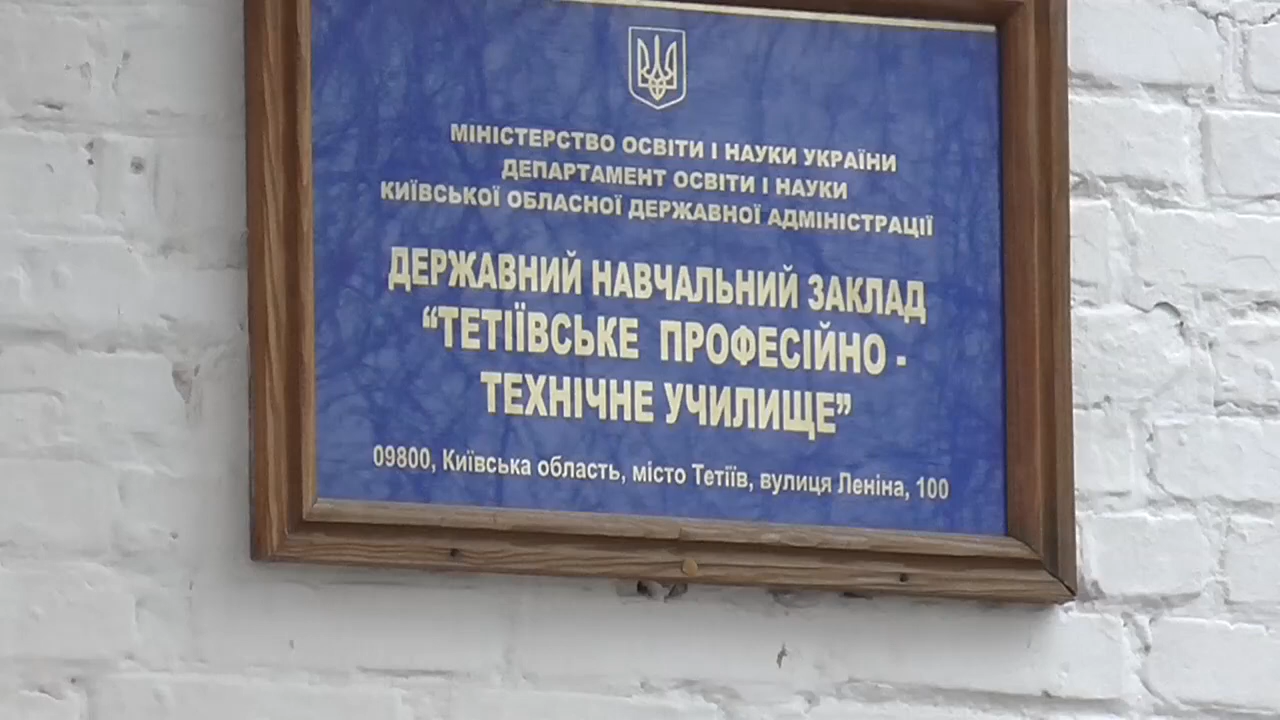 МІНІСТЕРСТВО ОСВІТИ І НАУКИ УКРАЇНИ
ДЕПАРТАМЕНТ ОСВІТИ І НАУКИ
КИЇВСЬКОЇ ОБЛАСНОЇ ДЕРЖАВНОЇ АДМІНІСТРАЦІЇ
ДЕРЖАВНИЙ НАВЧАЛЬНИЙ ЗАКЛАД
“ТЕТІЇВСЬКЕ ПРОФЕСІЙНО -
ТЕХНІЧНЕ УЧИЛИЩЕ”
09800, Київська область, місто Тетіїв, вулиця Леніна, 100